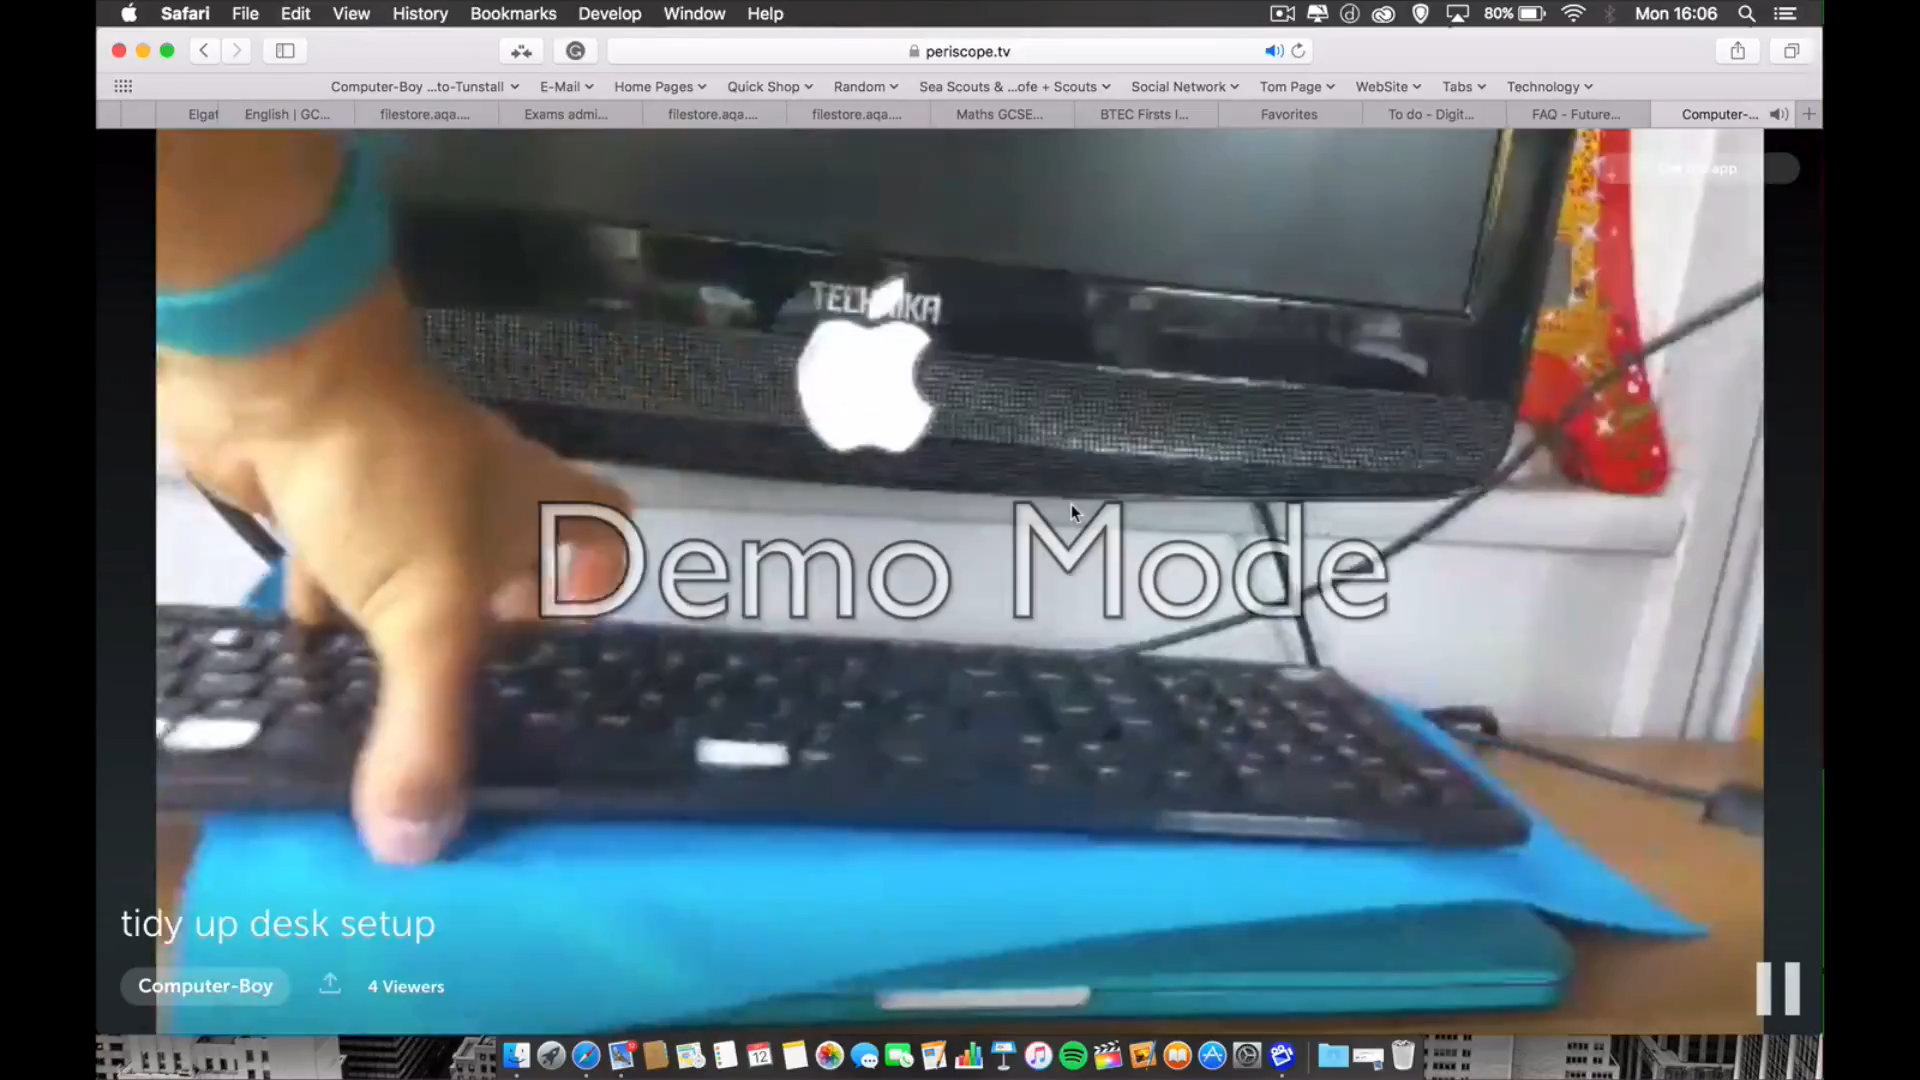 Safari File Edit View History Bookmarks Develop Window Help 80% Mon 16:06
periscope.tv
Computer-Boy ...to-Tunstall E-Mail Home Pages Quick Shop Random Sea Scouts & ...ofe + Scouts Social Network Tom Page WebSite Tabs Technology
Elgat English | GC... filestore.aqa.... Exams admi... filestore.aqa.... filestore.aqa.... Maths GCSE... BTEC Firsts I... Favorites To do - Digit... FAQ - Future... Computer-...
TECHNIKA
Demo Mode
tidy up desk setup
Computer-Boy 4 Viewers
12